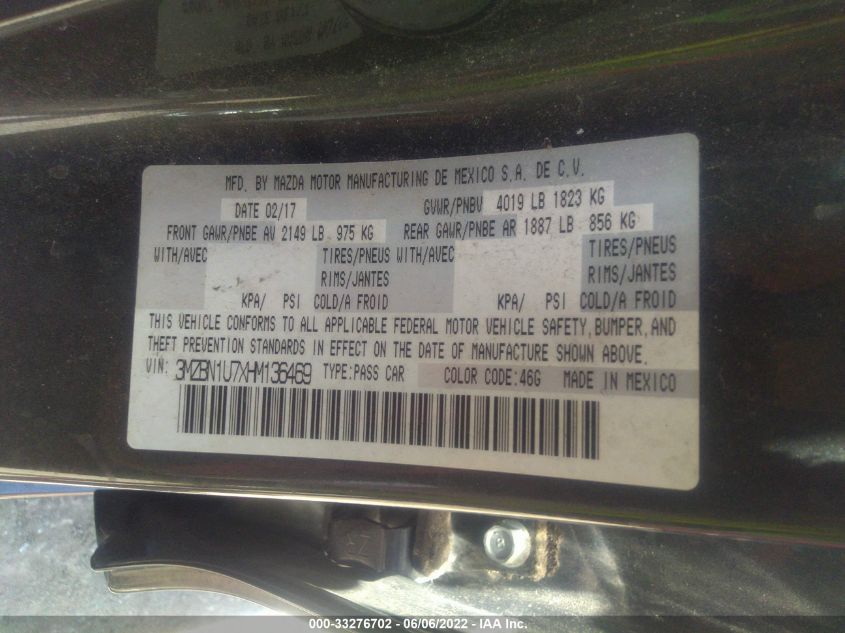 MFD. BY MAZDA MOTOR MANUFACTURING DE MEXICO S.A. DE C.V.
DATE 02/17 GVWR/PNBV 4019 LB 1823 KG
FRONT GAWR/PNBE AV 2149 LB 975 KG REAR GAWR/PNBE AR 1887 LB 856 KG
WITH/AVEC TIRES/PNEUS WITH/AVEC TIRES/PNEUS
RIMS/JANTES RIMS/JANTES
KPA/ PSI COLD/A FROID KPA/ PSI COLD/A FROID
THIS VEHICLE CONFORMS TO ALL APPLICABLE FEDERAL MOTOR VEHICLE SAFETY, BUMPER, AND
THEFT PREVENTION STANDARDS IN EFFECT ON THE DATE OF MANUFACTURE SHOWN ABOVE.
VIN: 3MZBN1U7XHM136469 TYPE:PASS CAR COLOR CODE:46G MADE IN MEXICO
000-33276702 - 06/06/2022 - IAA Inc.